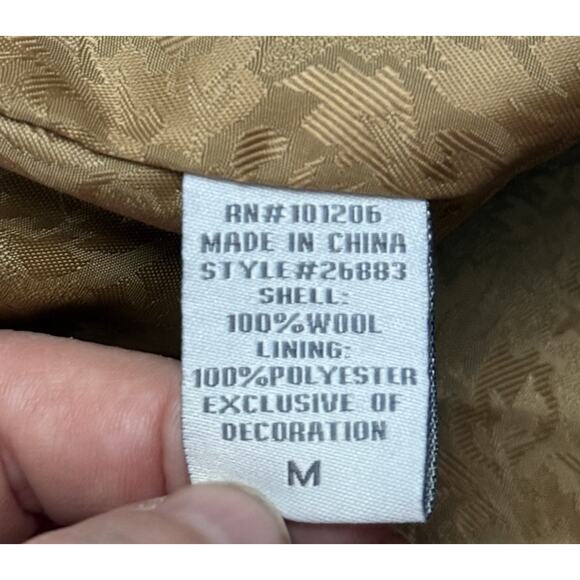 RN#101206
MADE IN CHINA
STYLE#26883
SHELL:
100%WOOL
LINING:
100%POLYESTER
EXCLUSIVE OF
DECORATION
M